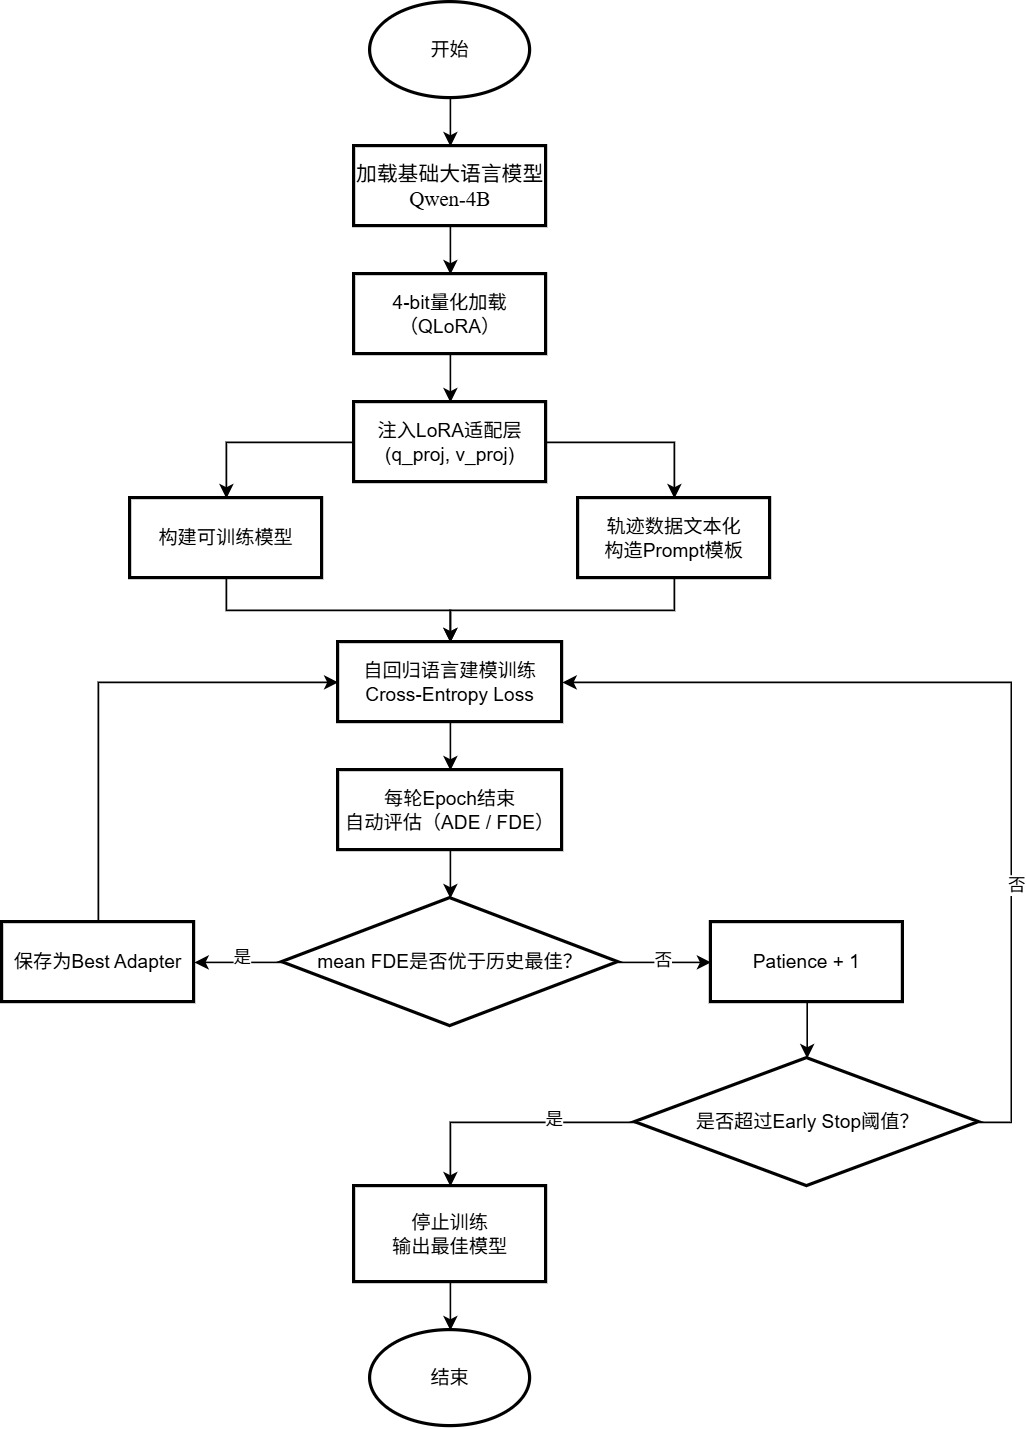 开始
加载基础大语言模型
Qwen-4B
4-bit量化加载
（QLoRA）
注入LoRA适配层
(q_proj, v_proj)
构建可训练模型
轨迹数据文本化
构造Prompt模板
自回归语言建模训练
Cross-Entropy Loss
每轮Epoch结束
自动评估（ADE / FDE）
否
保存为Best Adapter
是
mean FDE是否优于历史最佳？
否
Patience + 1
是
是否超过Early Stop阈值？
停止训练
输出最佳模型
结束